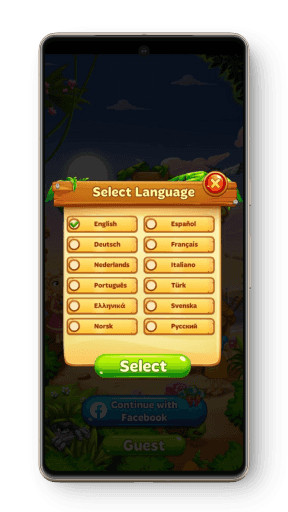 Select Language
English
Español
Deutsch
Français
Nederlands
Italiano
Português
Türk
Ελληνικά
Svenska
Norsk
Русский
Select
Continue with
Facebook
Guest